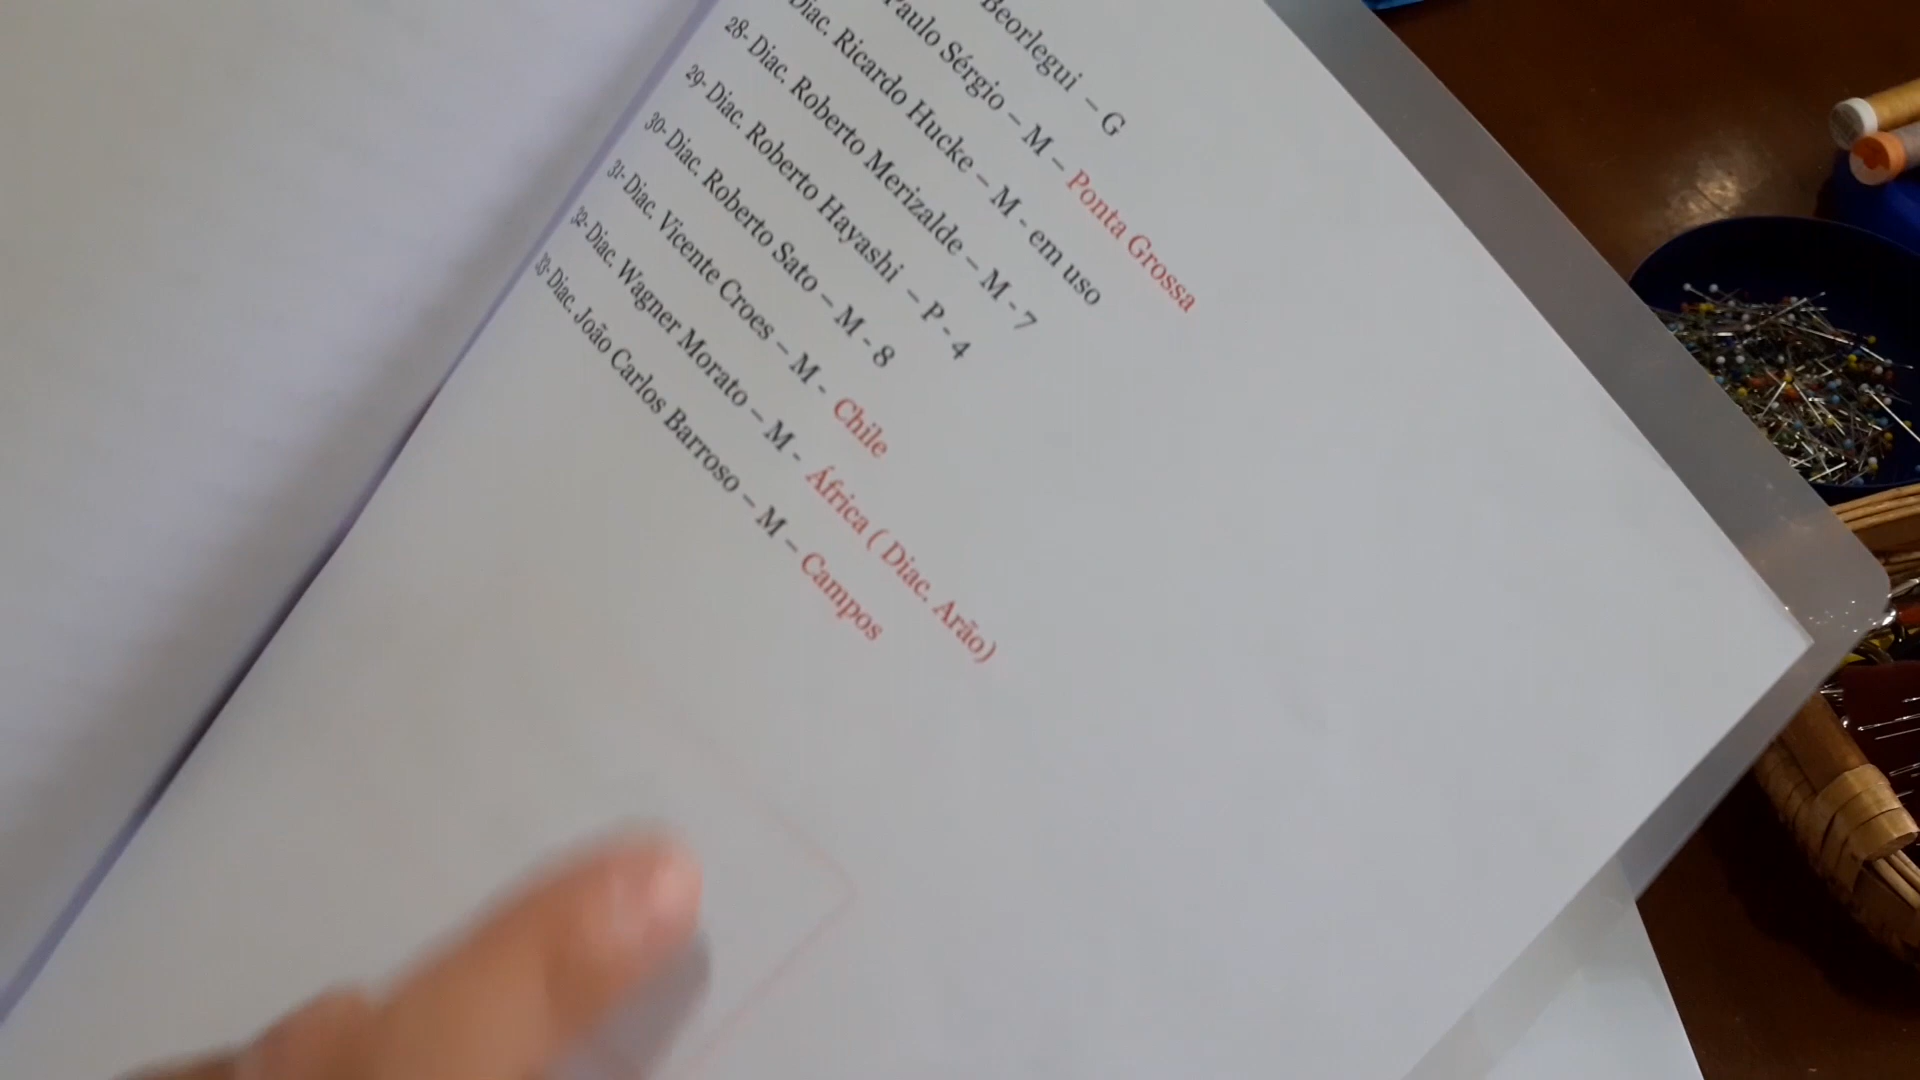 Beorlegui – G
Paulo Sérgio – M – Ponta Grossa
Diac. Ricardo Hucke – M - em uso
28- Diac. Roberto Merizalde – M - 7
29- Diac. Roberto Hayashi – P - 4
30- Diac. Roberto Sato – M - 8
31- Diac. Vicente Croes – M - Chile
32- Diac. Wagner Morato – M - África ( Diac. Arão)
33- Diac. João Carlos Barroso – M – Campos